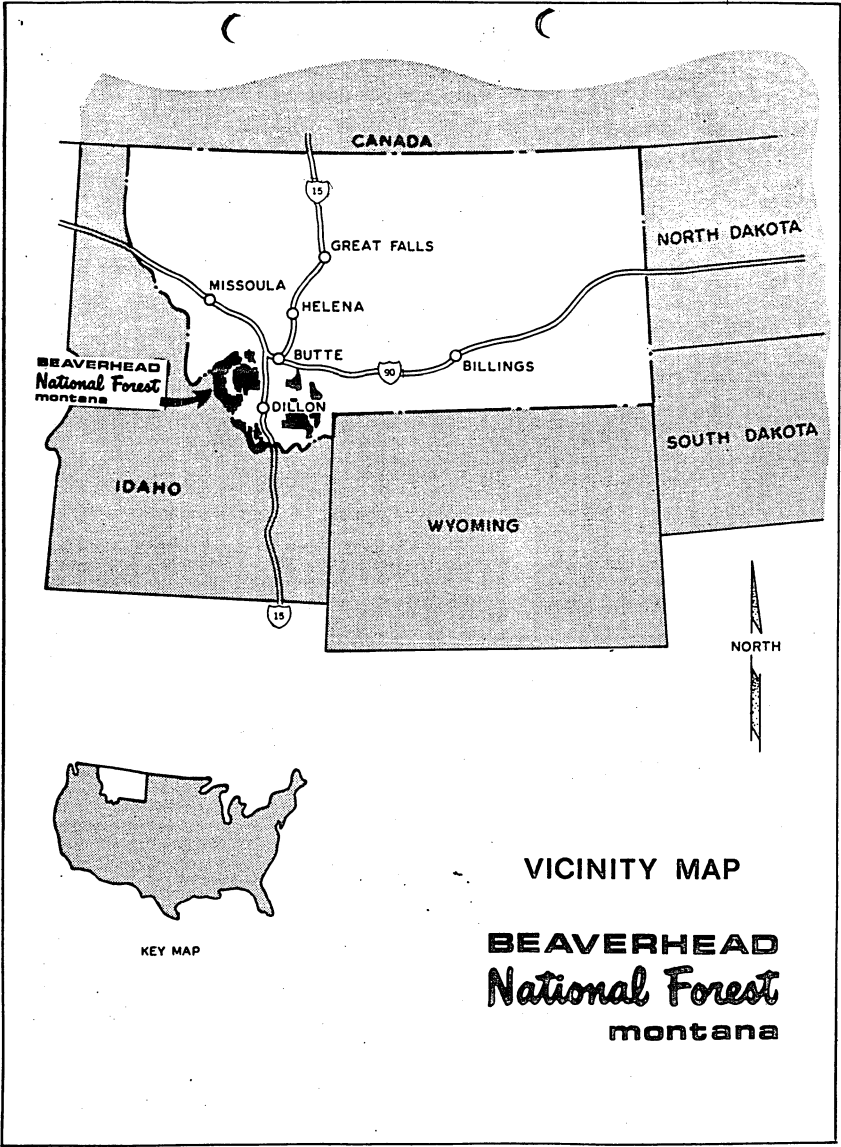 CANADA
15
GREAT FALLS
NORTH DAKOTA
MISSOULA
HELENA
BUTTE
BEAVERHEAD
National Forest
montana
90
BILLINGS
DILLON
SOUTH DAKOTA
IDAHO
WYOMING
15
NORTH
KEY MAP
VICINITY MAP
BEAVERHEAD
National Forest
montana